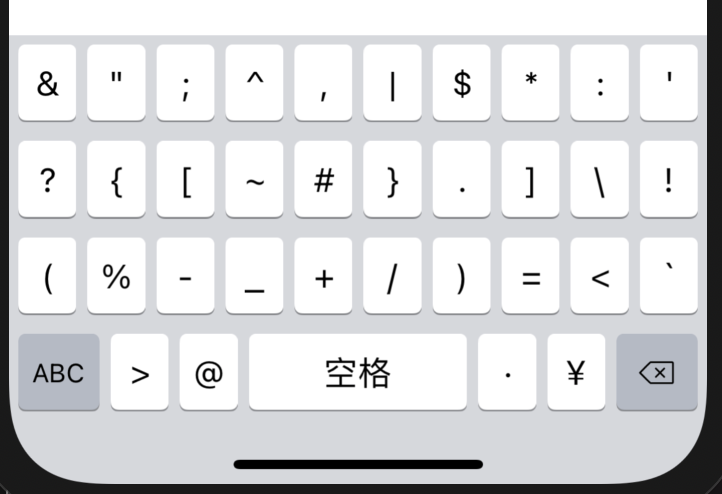 & " ; ^ , | $ * : '
? { [ ~ # } . ] \ !
( % - _ + / ) = < `
ABC > @ 空格 · ¥